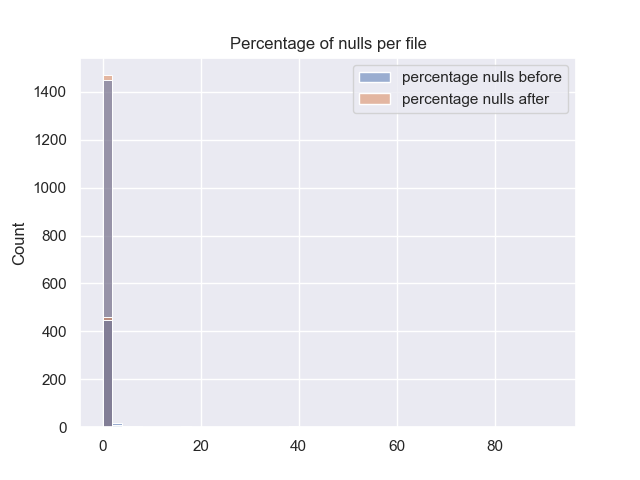 Percentage of nulls per file
percentage nulls before
percentage nulls after
Count
1400
1200
1000
800
600
400
200
0
0 20 40 60 80